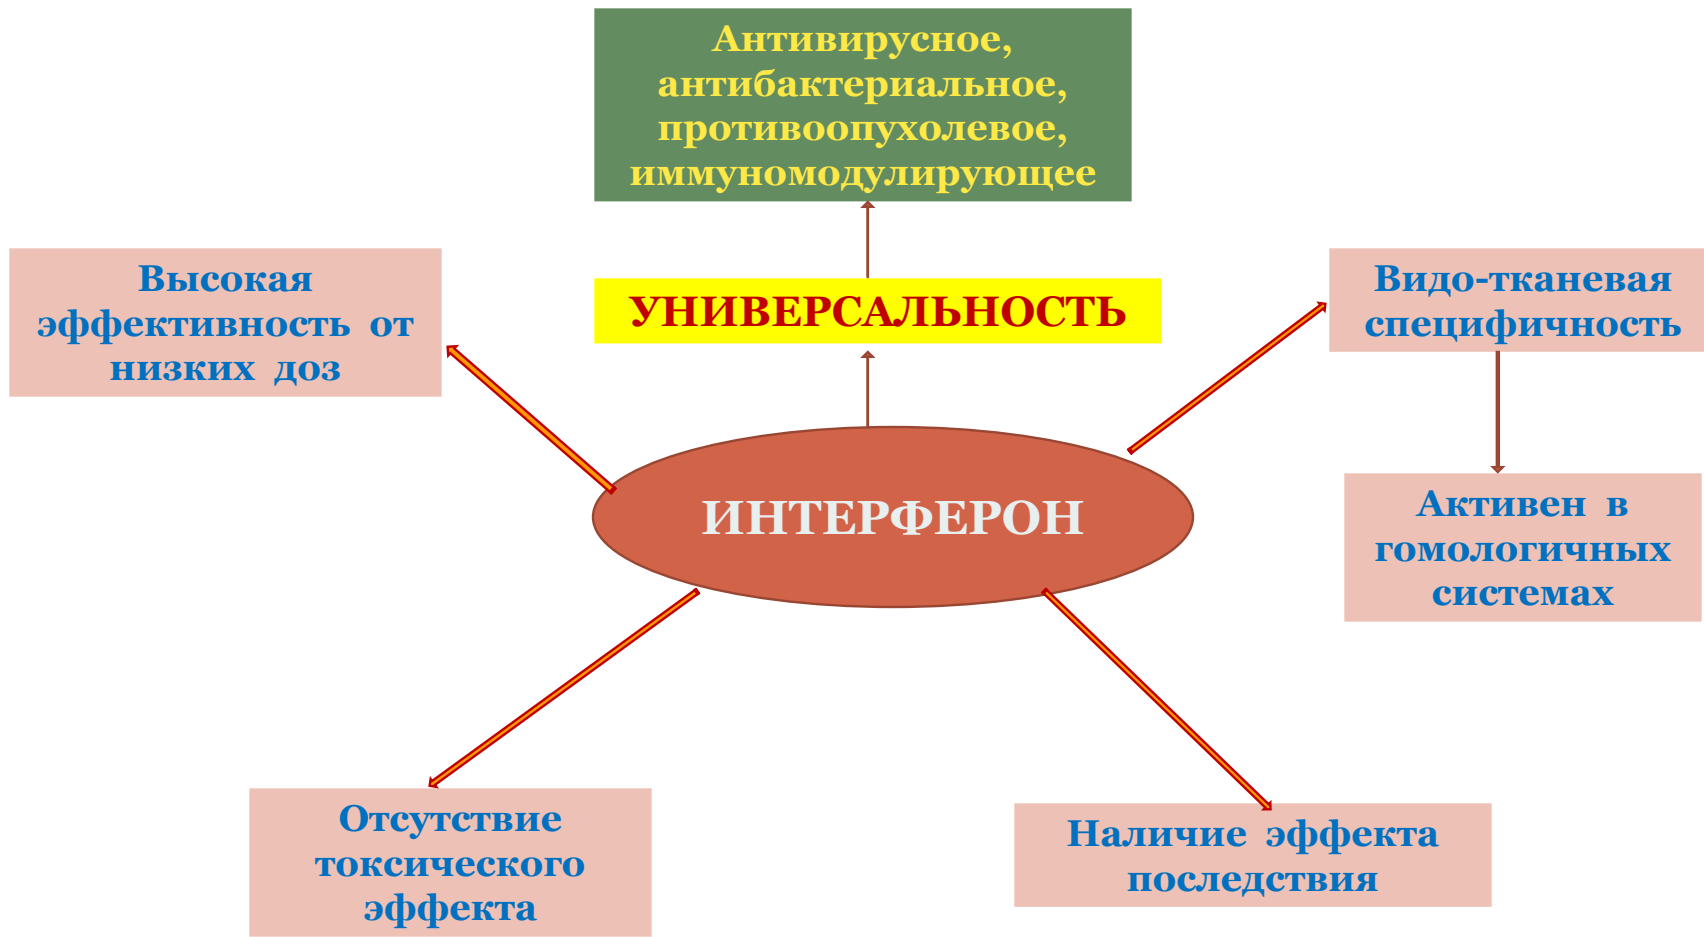 Антивирусное,
антибактериальное,
противоопухолевое,
иммуномодулирующее
УНИВЕРСАЛЬНОСТЬ
Высокая
эффективность от
низких доз
Видо-тканевая
специфичность
Активен в
гомологичных
системах
ИНТЕРФЕРОН
Отсутствие
токсического
эффекта
Наличие эффекта
последствия